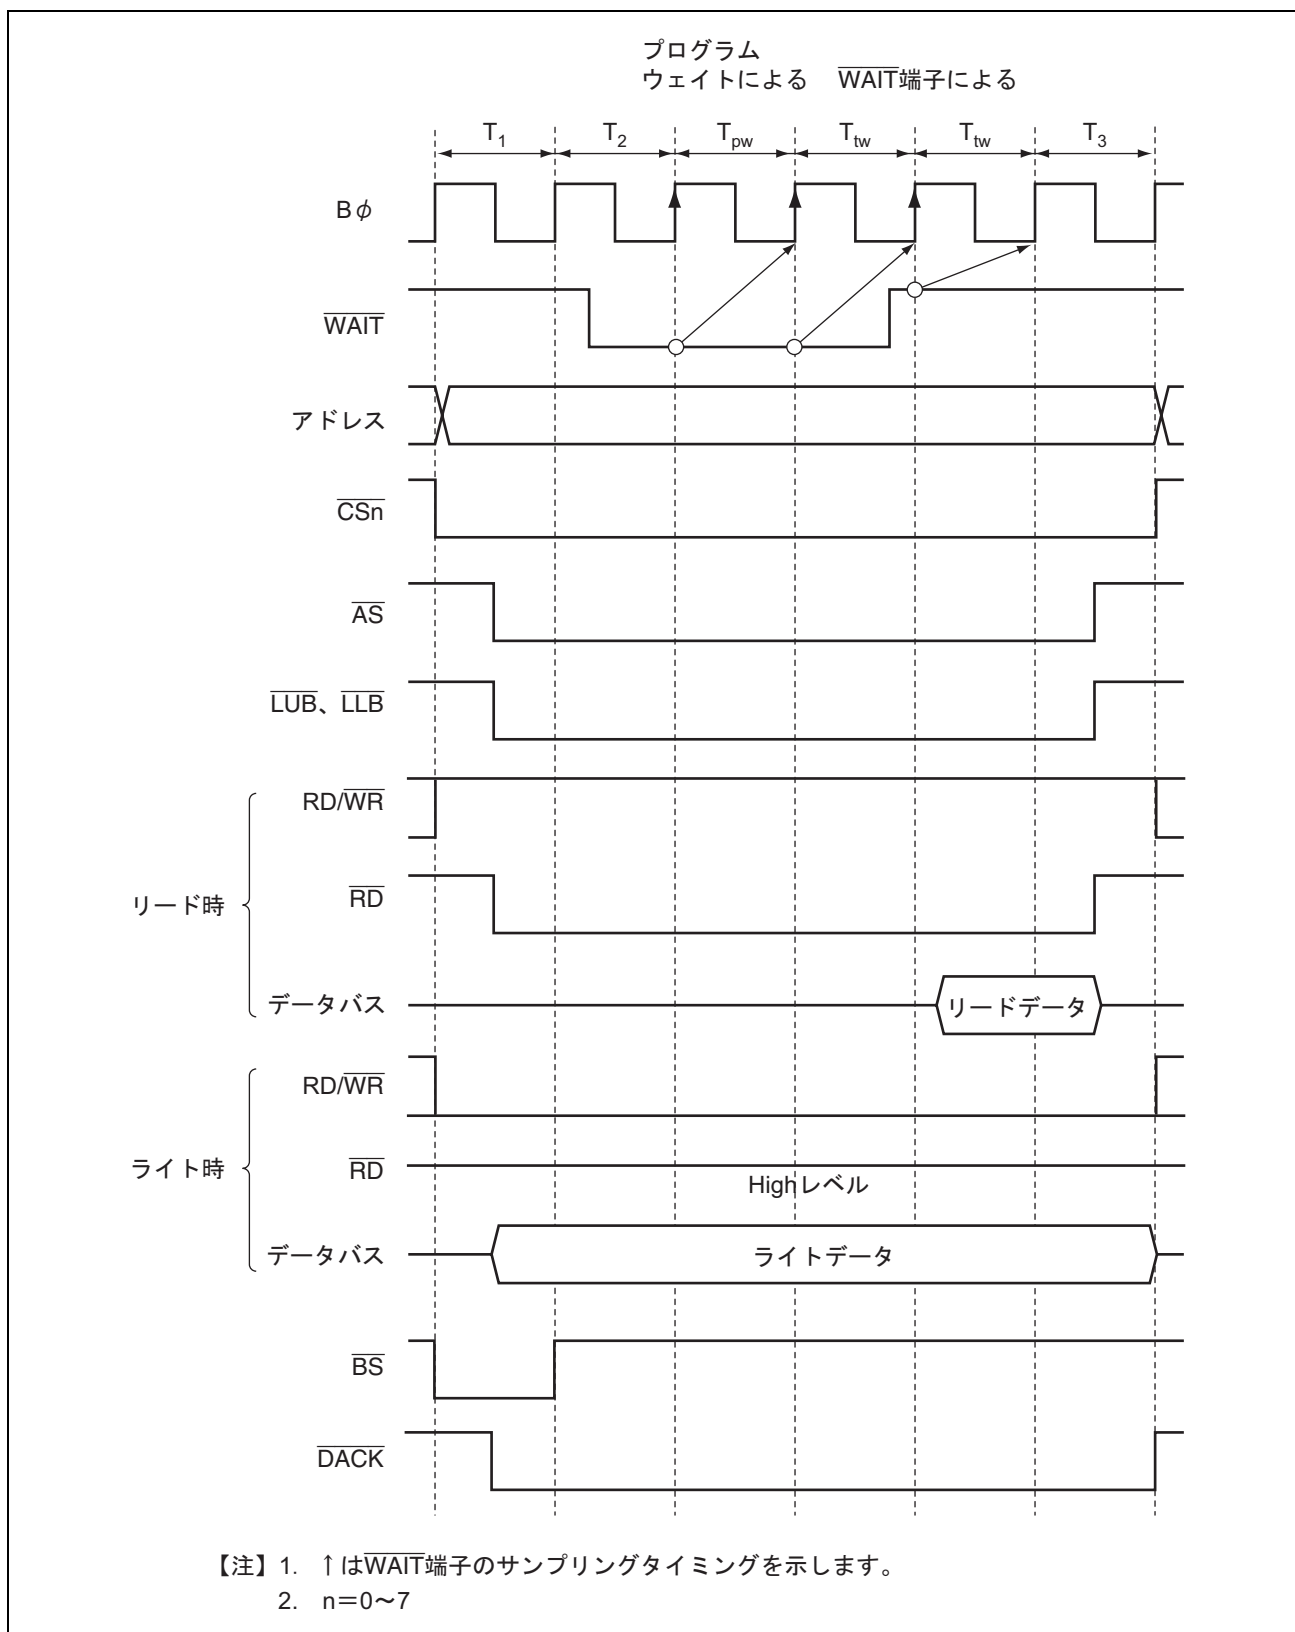 プログラム
ウェイトによる WAIT端子による
T1 T2 Tpw Ttw Ttw T3
Bφ
WAIT
アドレス
CSn
AS
LUB、LLB
RD/WR
リード時
RD
データバス
リードデータ
RD/WR
ライト時
RD
Highレベル
データバス
ライトデータ
BS
DACK
【注】1. ↑はWAIT端子のサンプリングタイミングを示します。
2. n＝0～7